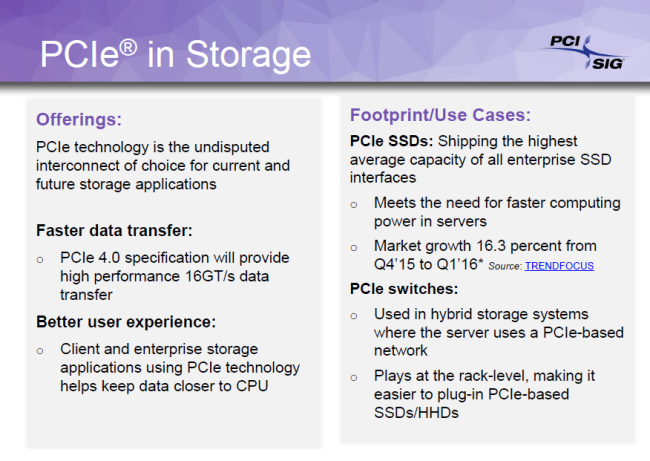 PCIe® in Storage
PCI
SIG
Offerings:
PCIe technology is the undisputed
interconnect of choice for current and
future storage applications
Faster data transfer:
o PCIe 4.0 specification will provide
high performance 16GT/s data
transfer
Better user experience:
o Client and enterprise storage
applications using PCIe technology
helps keep data closer to CPU
Footprint/Use Cases:
PCIe SSDs: Shipping the highest
average capacity of all enterprise SSD
interfaces
o Meets the need for faster computing
power in servers
o Market growth 16.3 percent from
Q4'15 to Q1'16* Source: TRENDFOCUS
PCIe switches:
o Used in hybrid storage systems
where the server uses a PCIe-based
network
o Plays at the rack-level, making it
easier to plug-in PCIe-based
SSDs/HHDs